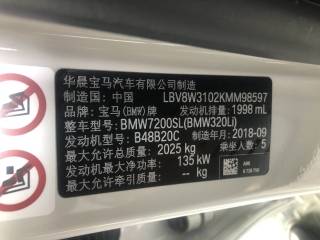 华晨宝马汽车有限公司制造
制造国：中国 LBV8W3102KMM98597
品牌：宝马(BMW)牌 发动机排量：1998 mL
整车型号：BMW7200SL(BMW320Li)
发动机型号：B48B20C 制造年月：2018-09
最大允许总质量：2025 kg 乘坐人数：5
发动机最大净功率：135 kW
最大允许牵引质量：-- kg